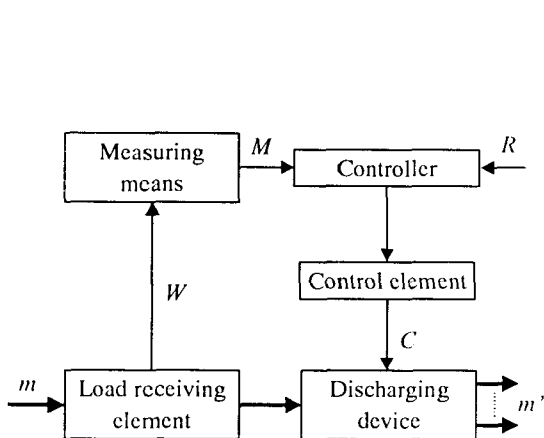 Measuring
means
M
Controller
R
W
Control element
C
m
Load receiving
element
Discharging
device
m'